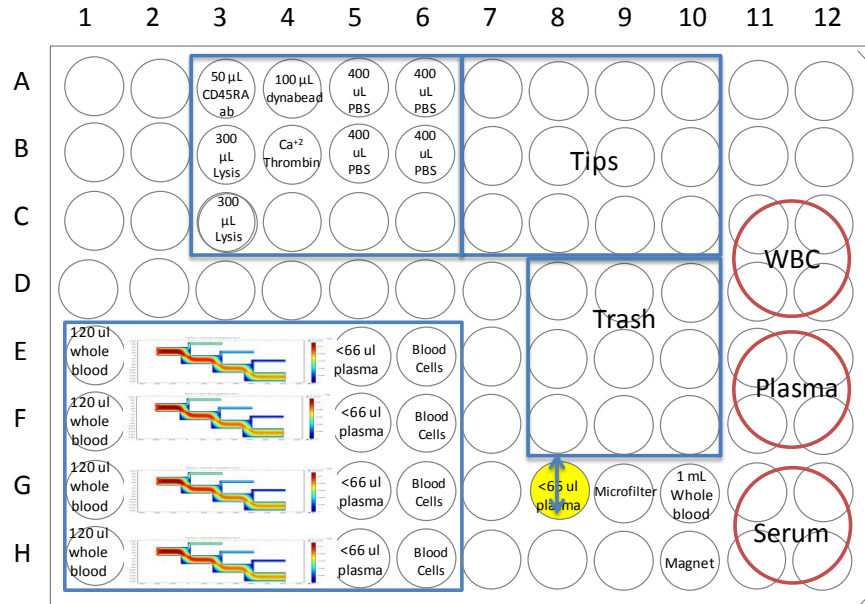 1 2 3 4 5 6 7 8 9 10 11 12
A
50 µL
CD45RA
ab
100 µL
dynabead
400
uL
PBS
400
uL
PBS
B
300
µL
Lysis
Ca+2
Thrombin
400
uL
PBS
400
uL
PBS
Tips
C
300
µL
Lysis
WBC
D
Trash
E
120 ul
whole
blood
<66 ul
plasma
Blood
Cells
Plasma
F
120 ul
whole
blood
<66 ul
plasma
Blood
Cells
G
120 ul
whole
blood
<66 ul
plasma
Blood
Cells
<66 ul
plasma
Microfilter
1 mL
Whole
blood
Serum
H
120 ul
whole
blood
<66 ul
plasma
Blood
Cells
Magnet